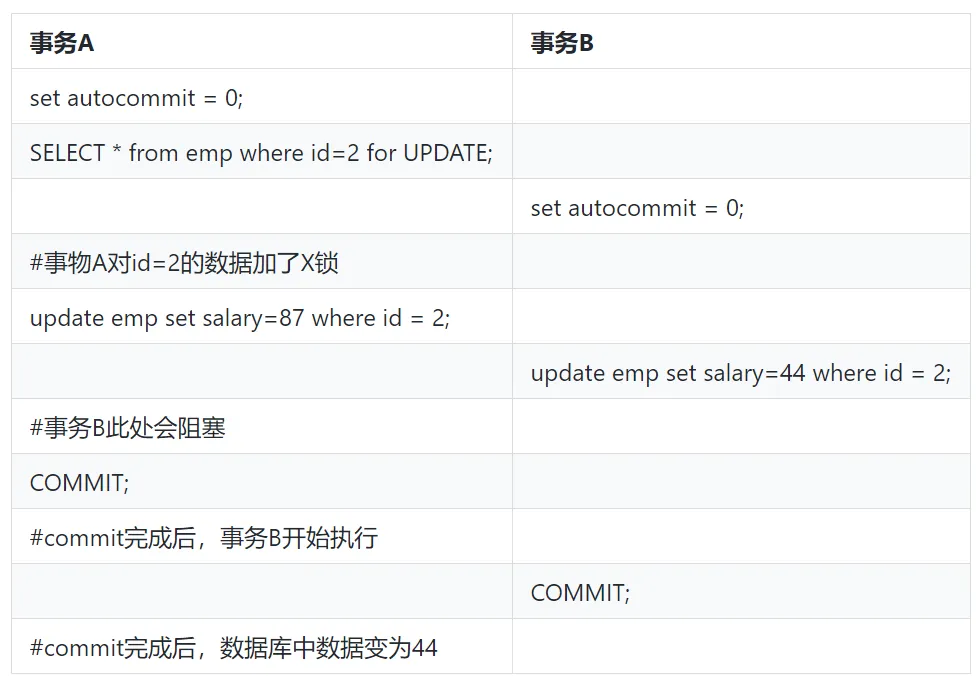 事务A 事务B
set autocommit = 0;
SELECT * from emp where id=2 for UPDATE;
set autocommit = 0;
#事物A对id=2的数据加了X锁
update emp set salary=87 where id = 2;
update emp set salary=44 where id = 2;
#事务B此处会阻塞
COMMIT;
#commit完成后，事务B开始执行
COMMIT;
#commit完成后，数据库中数据变为44